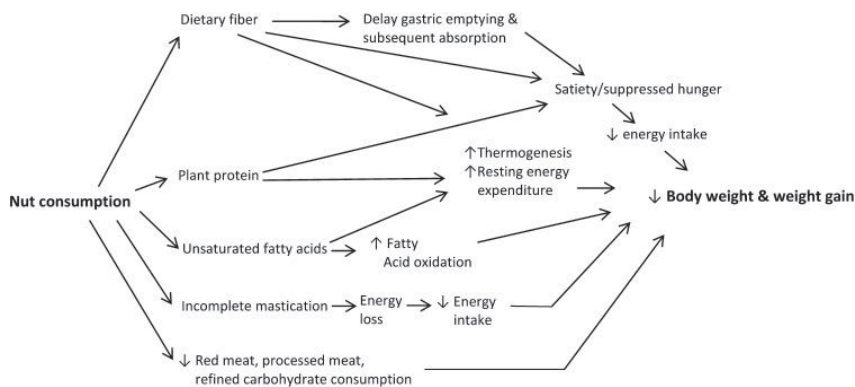 Dietary fiber
Delay gastric emptying &
subsequent absorption
Satiety/suppressed hunger
↓ energy intake
↑ Thermogenesis
↑ Resting energy
expenditure
Plant protein
Nut consumption
↓ Body weight & weight gain
Unsaturated fatty acids
↑ Fatty
Acid oxidation
Incomplete mastication
Energy
loss
↓ Energy
intake
↓ Red meat, processed meat,
refined carbohydrate consumption